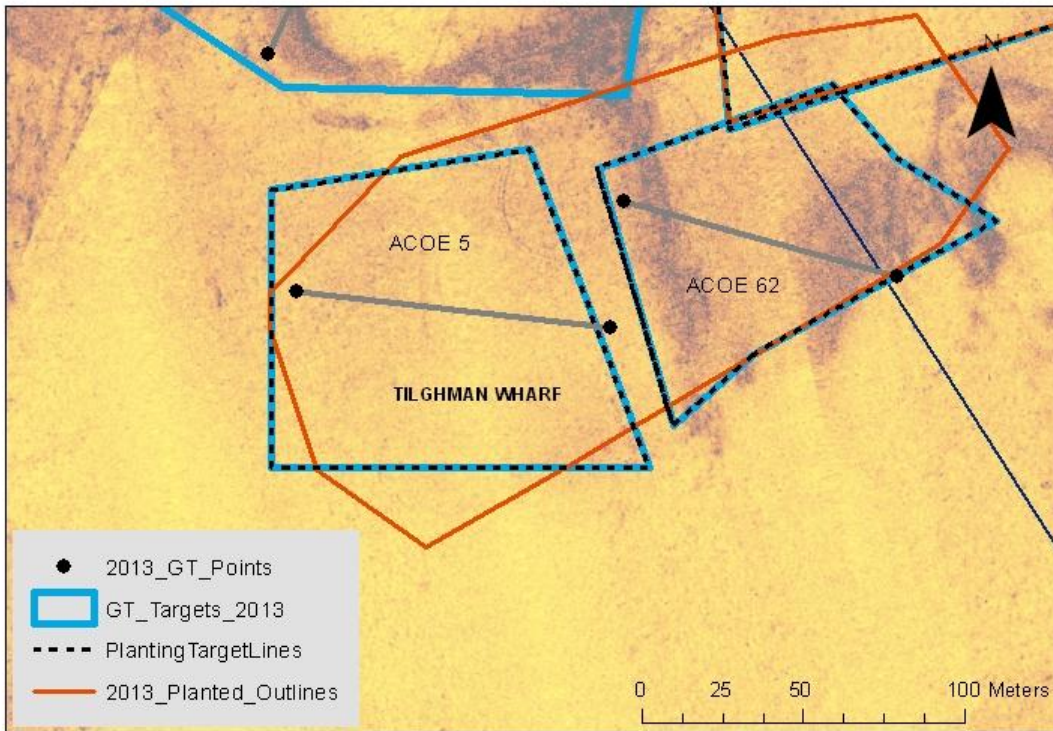 N
ACOE 5
ACOE 62
TILGHMAN WHARF
2013_GT_Points
GT_Targets_2013
PlantingTargetLines
2013_Planted_Outlines
0 25 50 100 Meters